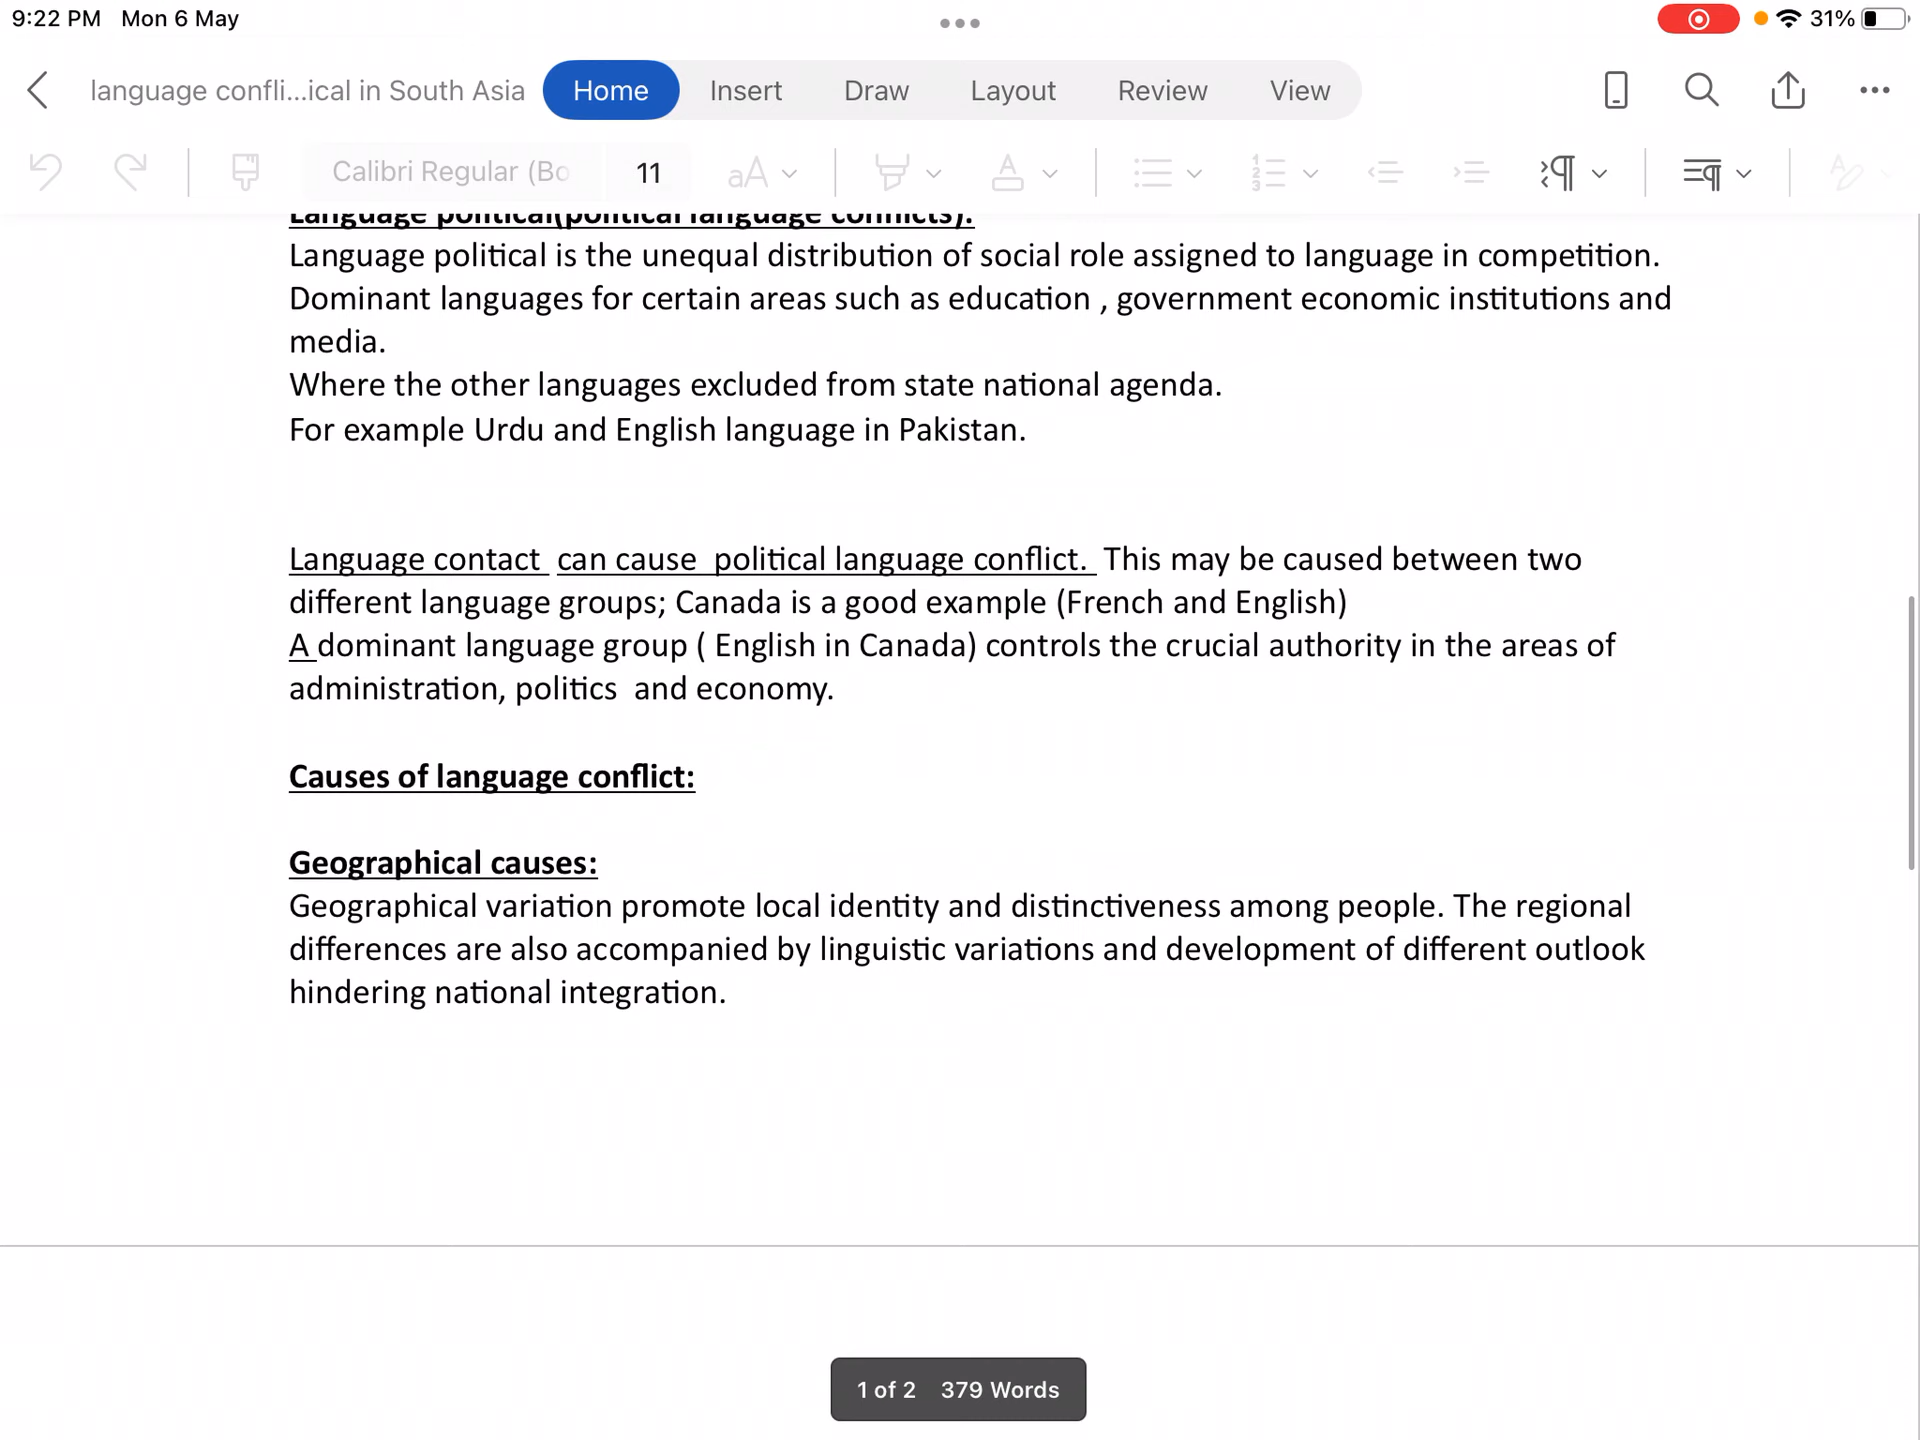 9:22 PM Mon 6 May
31%
language confli...ical in South Asia
Home
Insert
Draw
Layout
Review
View
Calibri Regular (Bo
11
Language political(political language conflicts):
Language political is the unequal distribution of social role assigned to language in competition.
Dominant languages for certain areas such as education , government economic institutions and
media.
Where the other languages excluded from state national agenda.
For example Urdu and English language in Pakistan.
Language contact can cause political language conflict. This may be caused between two
different language groups; Canada is a good example (French and English)
A dominant language group ( English in Canada) controls the crucial authority in the areas of
administration, politics and economy.
Causes of language conflict:
Geographical causes:
Geographical variation promote local identity and distinctiveness among people. The regional
differences are also accompanied by linguistic variations and development of different outlook
hindering national integration.
1 of 2 379 Words